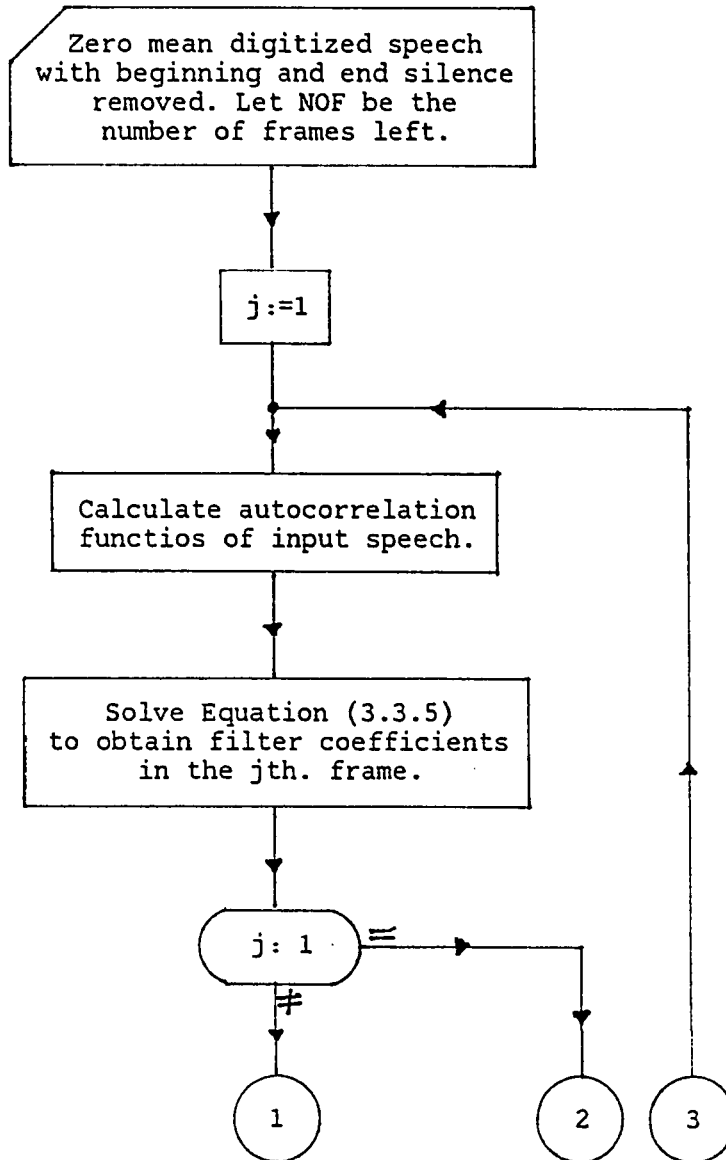 Zero mean digitized speech
with beginning and end silence
removed. Let NOF be the
number of frames left.
j:=1
Calculate autocorrelation
functios of input speech.
Solve Equation (3.3.5)
to obtain filter coefficients
in the jth. frame.
j: 1
=
≠
1
2
3